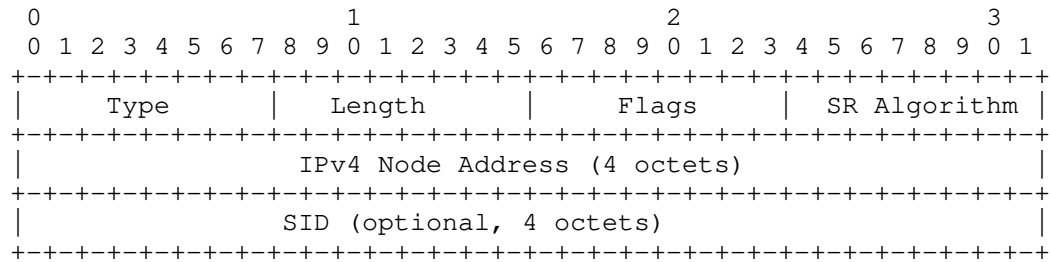 0                   1                   2                   3
 0 1 2 3 4 5 6 7 8 9 0 1 2 3 4 5 6 7 8 9 0 1 2 3 4 5 6 7 8 9 0 1
+-+-+-+-+-+-+-+-+-+-+-+-+-+-+-+-+-+-+-+-+-+-+-+-+-+-+-+-+-+-+-+-+
|     Type      |   Length      |     Flags     |  SR Algorithm |
+-+-+-+-+-+-+-+-+-+-+-+-+-+-+-+-+-+-+-+-+-+-+-+-+-+-+-+-+-+-+-+-+
|                 IPv4 Node Address (4 octets)                  |
+-+-+-+-+-+-+-+-+-+-+-+-+-+-+-+-+-+-+-+-+-+-+-+-+-+-+-+-+-+-+-+-+
|                SID (optional, 4 octets)                       |
+-+-+-+-+-+-+-+-+-+-+-+-+-+-+-+-+-+-+-+-+-+-+-+-+-+-+-+-+-+-+-+-+